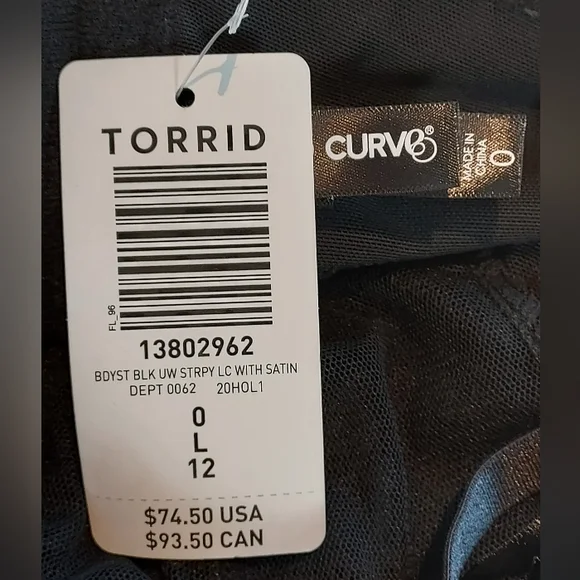 TORRID
FL_96
13802962
BDYST BLK UW STRPY LC WITH SATIN
DEPT 0062 20HOL1
0
L
12
$74.50 USA
$93.50 CAN
CURVE®
MADE IN
CHINA
0